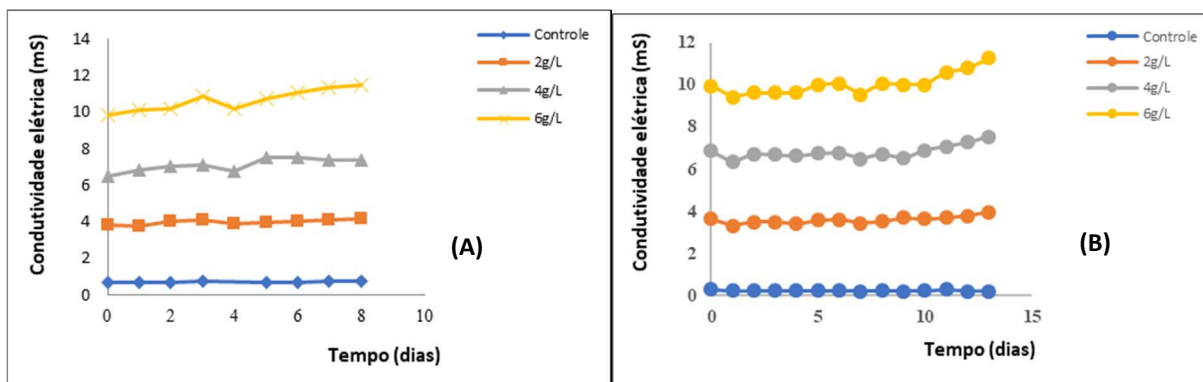 Condutividade elétrica (mS)
14
12
10
8
6
4
2
0
0 2 4 6 8 10
Tempo (dias)
Controle
2g/L
4g/L
6g/L
(A)
Condutividade elétrica (mS)
12
10
8
6
4
2
0
0 5 10 15
Tempo (dias)
Controle
2g/L
4g/L
6g/L
(B)